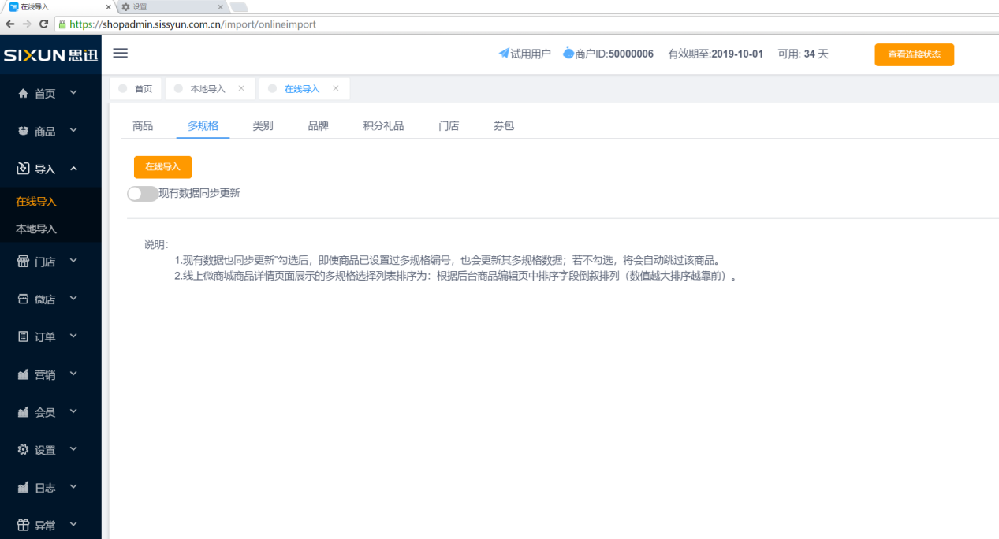 在线导入
设置
https://shopadmin.sissyun.com.cn/import/onlineimport
SIXUN思迅
试用用户 商户ID:50000006 有效期至:2019-10-01 可用: 34 天 查看连接状态
首页 本地导入 在线导入
商品 多规格 类别 品牌 积分礼品 门店 券包
在线导入
现有数据同步更新
说明：
1.现有数据也同步更新"勾选后，即使商品已设置过多规格编号，也会更新其多规格数据；若不勾选，将会自动跳过该商品。
2.线上微商城商品详情页面展示的多规格选择列表排序为：根据后台商品编辑页中排序字段倒叙排列（数值越大排序越靠前）。
首页
商品
导入
在线导入
本地导入
门店
微店
订单
营销
会员
设置
日志
异常